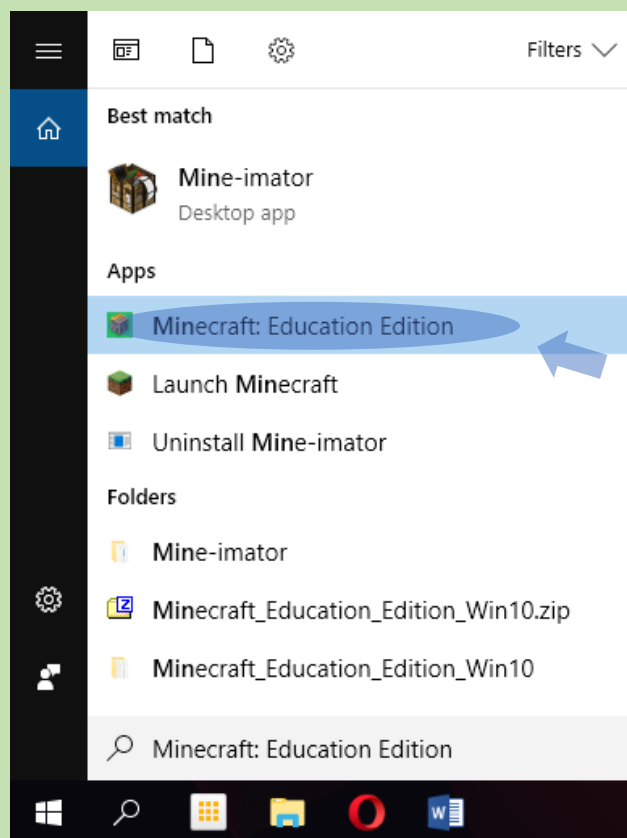 Filters
Best match
Mine-imator
Desktop app
Apps
Minecraft: Education Edition
Launch Minecraft
Uninstall Mine-imator
Folders
Mine-imator
Minecraft_Education_Edition_Win10.zip
Minecraft_Education_Edition_Win10
Minecraft: Education Edition